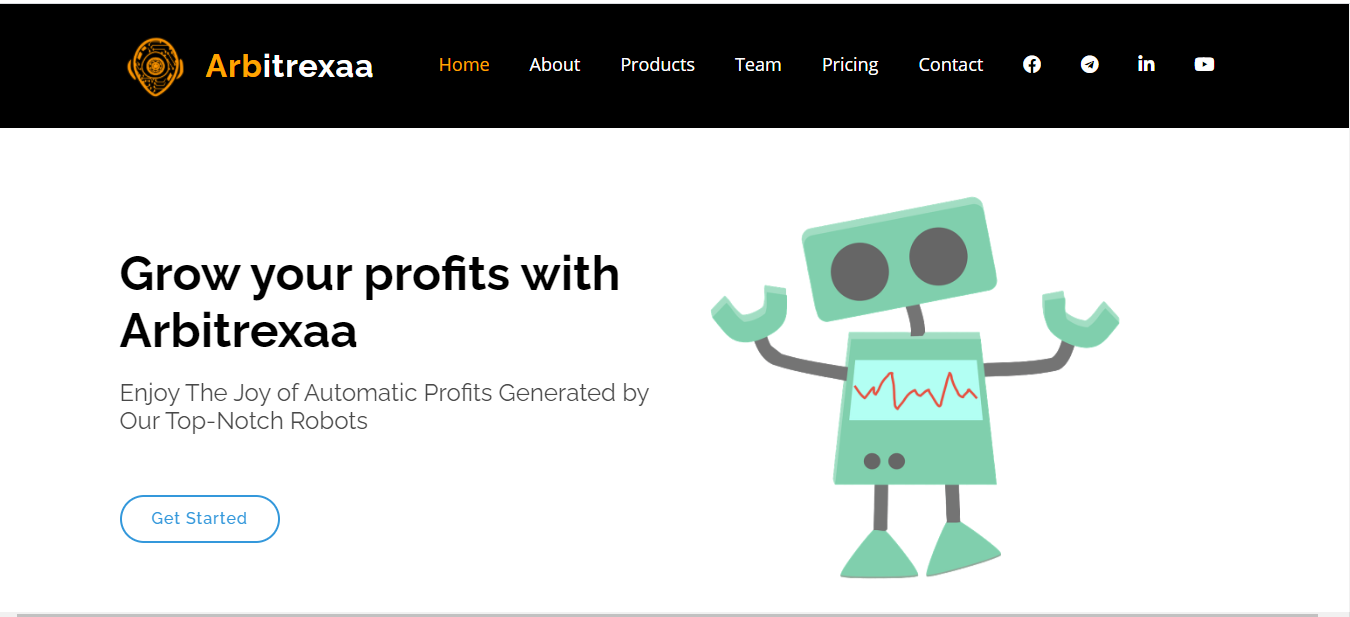 Arbitrexaa
Home About Products Team Pricing Contact
Grow your profits with
Arbitrexaa
Enjoy The Joy of Automatic Profits Generated by
Our Top-Notch Robots
Get Started